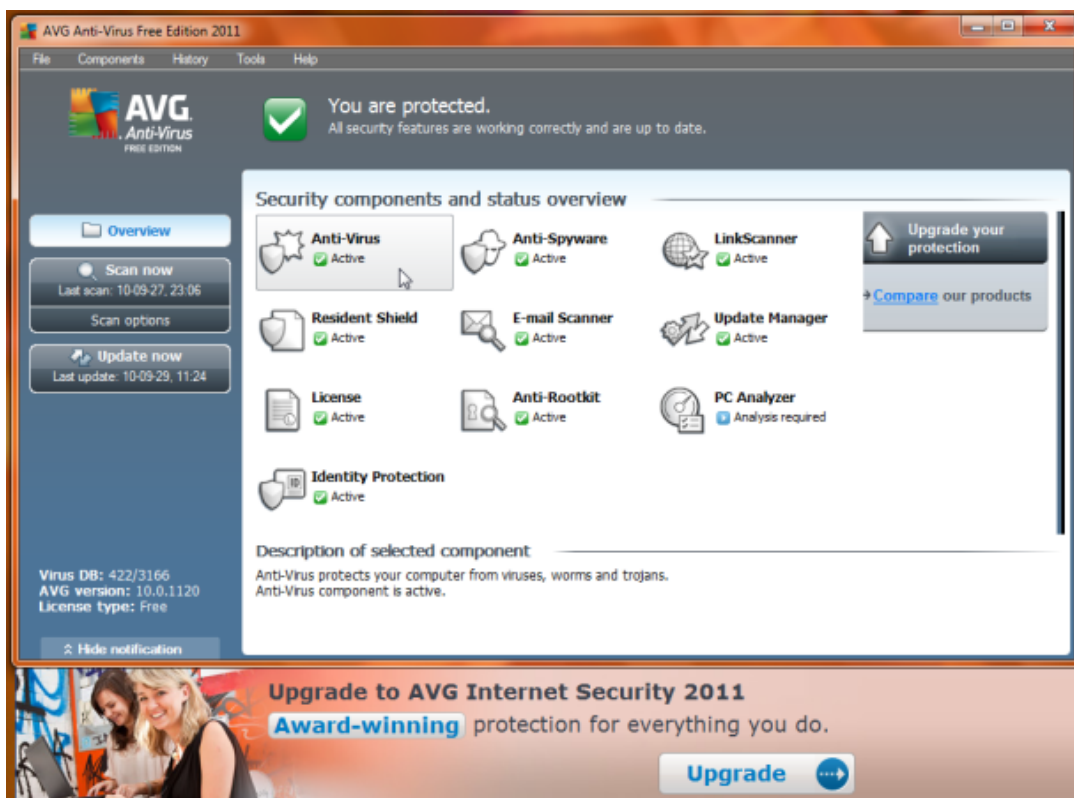 AVG Anti-Virus Free Edition 2011
File Components History Tools Help
AVG.
Anti-Virus
FREE EDITION
You are protected.
All security features are working correctly and are up to date.
Overview
Scan now
Last scan: 10-09-27, 23:06
Scan options
Update now
Last update: 10-09-29, 11:24
Virus DB: 422/3166
AVG version: 10.0.1120
License type: Free
Hide notification
Security components and status overview
Anti-Virus
Active
Anti-Spyware
Active
LinkScanner
Active
Resident Shield
Active
E-mail Scanner
Active
Update Manager
Active
License
Active
Anti-Rootkit
Active
PC Analyzer
Analysis required
Identity Protection
Active
Upgrade your
protection
Compare our products
Description of selected component
Anti-Virus protects your computer from viruses, worms and trojans.
Anti-Virus component is active.
Upgrade to AVG Internet Security 2011
Award-winning protection for everything you do.
Upgrade